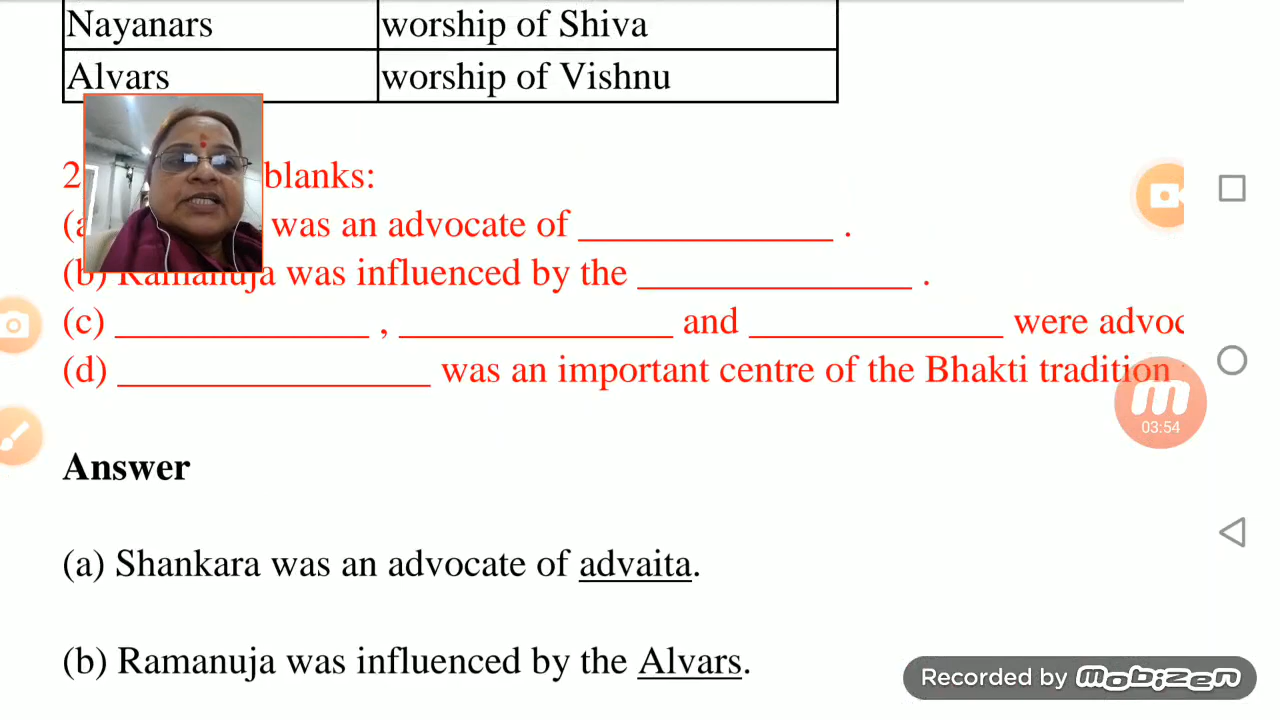 Nayanars worship of Shiva
Alvars worship of Vishnu
2 blanks:
was an advocate of ______________ .
(b) Ramanuja was influenced by the ______________ .
(c) ______________ , ______________ and ______________ were
(d) ________________ was an important centre of the Bhakti tradition
03:54
Answer
(a) Shankara was an advocate of advaita.
(b) Ramanuja was influenced by the Alvars.
Recorded by mobizen